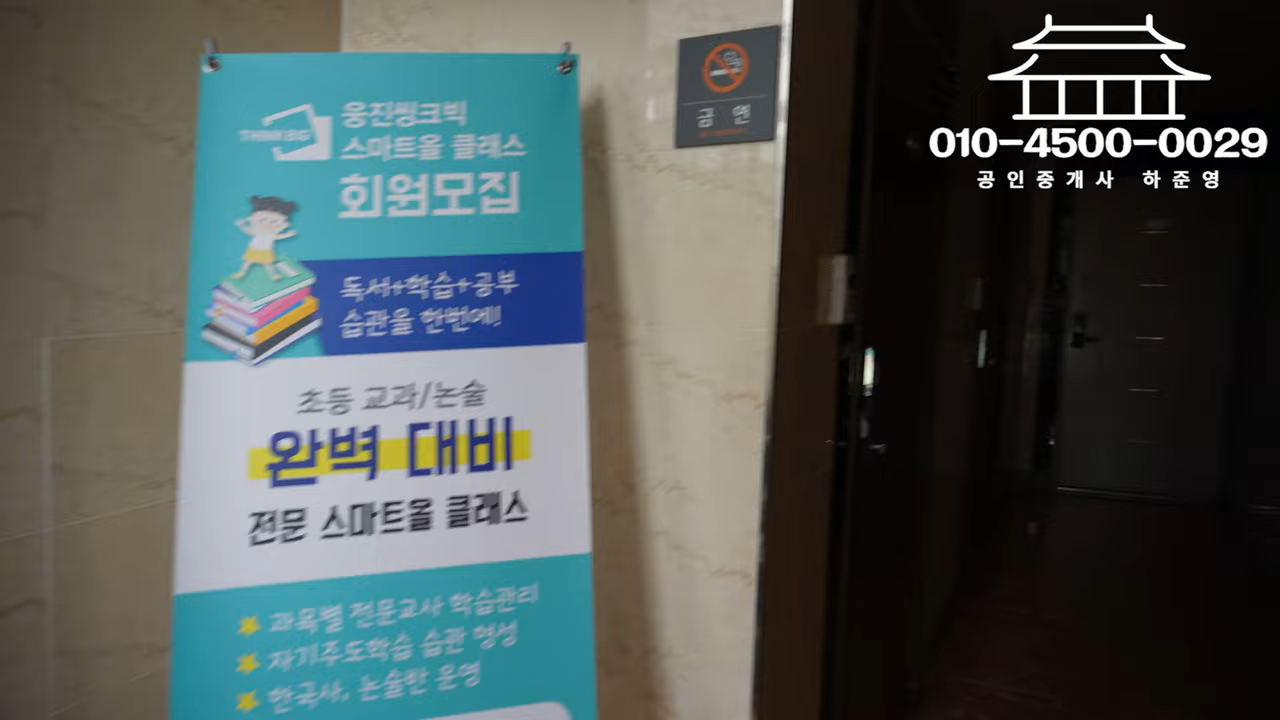 THINK BIG
웅진씽크빅
스마트올 클래스
회원모집
독서+학습+공부
습관을 한번에!
초등 교과/논술
완벽 대비
전문 스마트올 클래스
과목별 전문교사 학습관리
자기주도학습 습관 형성
한국사, 논술반 운영
금연
010-4500-0029
공인중개사 하준영